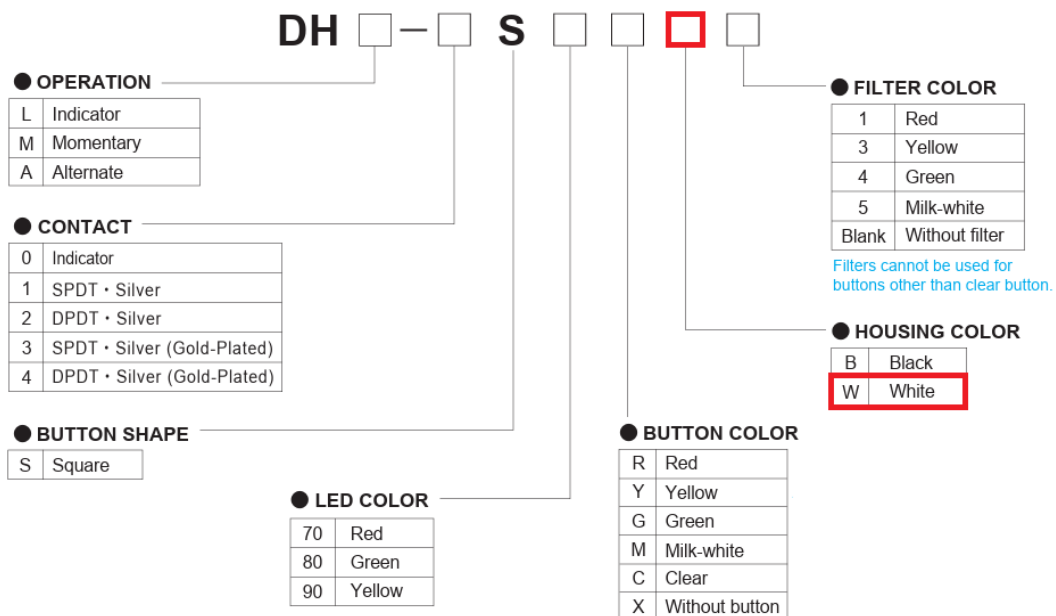 DH □-□ S □ □ □ □
● OPERATION
L Indicator
M Momentary
A Alternate
● CONTACT
0 Indicator
1 SPDT・Silver
2 DPDT・Silver
3 SPDT・Silver (Gold-Plated)
4 DPDT・Silver (Gold-Plated)
● BUTTON SHAPE
S Square
● LED COLOR
70 Red
80 Green
90 Yellow
● BUTTON COLOR
R Red
Y Yellow
G Green
M Milk-white
C Clear
X Without button
● HOUSING COLOR
B Black
W White
● FILTER COLOR
1 Red
3 Yellow
4 Green
5 Milk-white
Blank Without filter
Filters cannot be used for
buttons other than clear button.